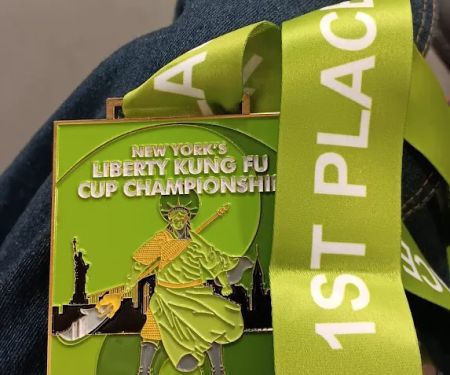 NEW YORK'S
LIBERTY KUNG FU
CUP CHAMPIONSHI
1ST PLACE